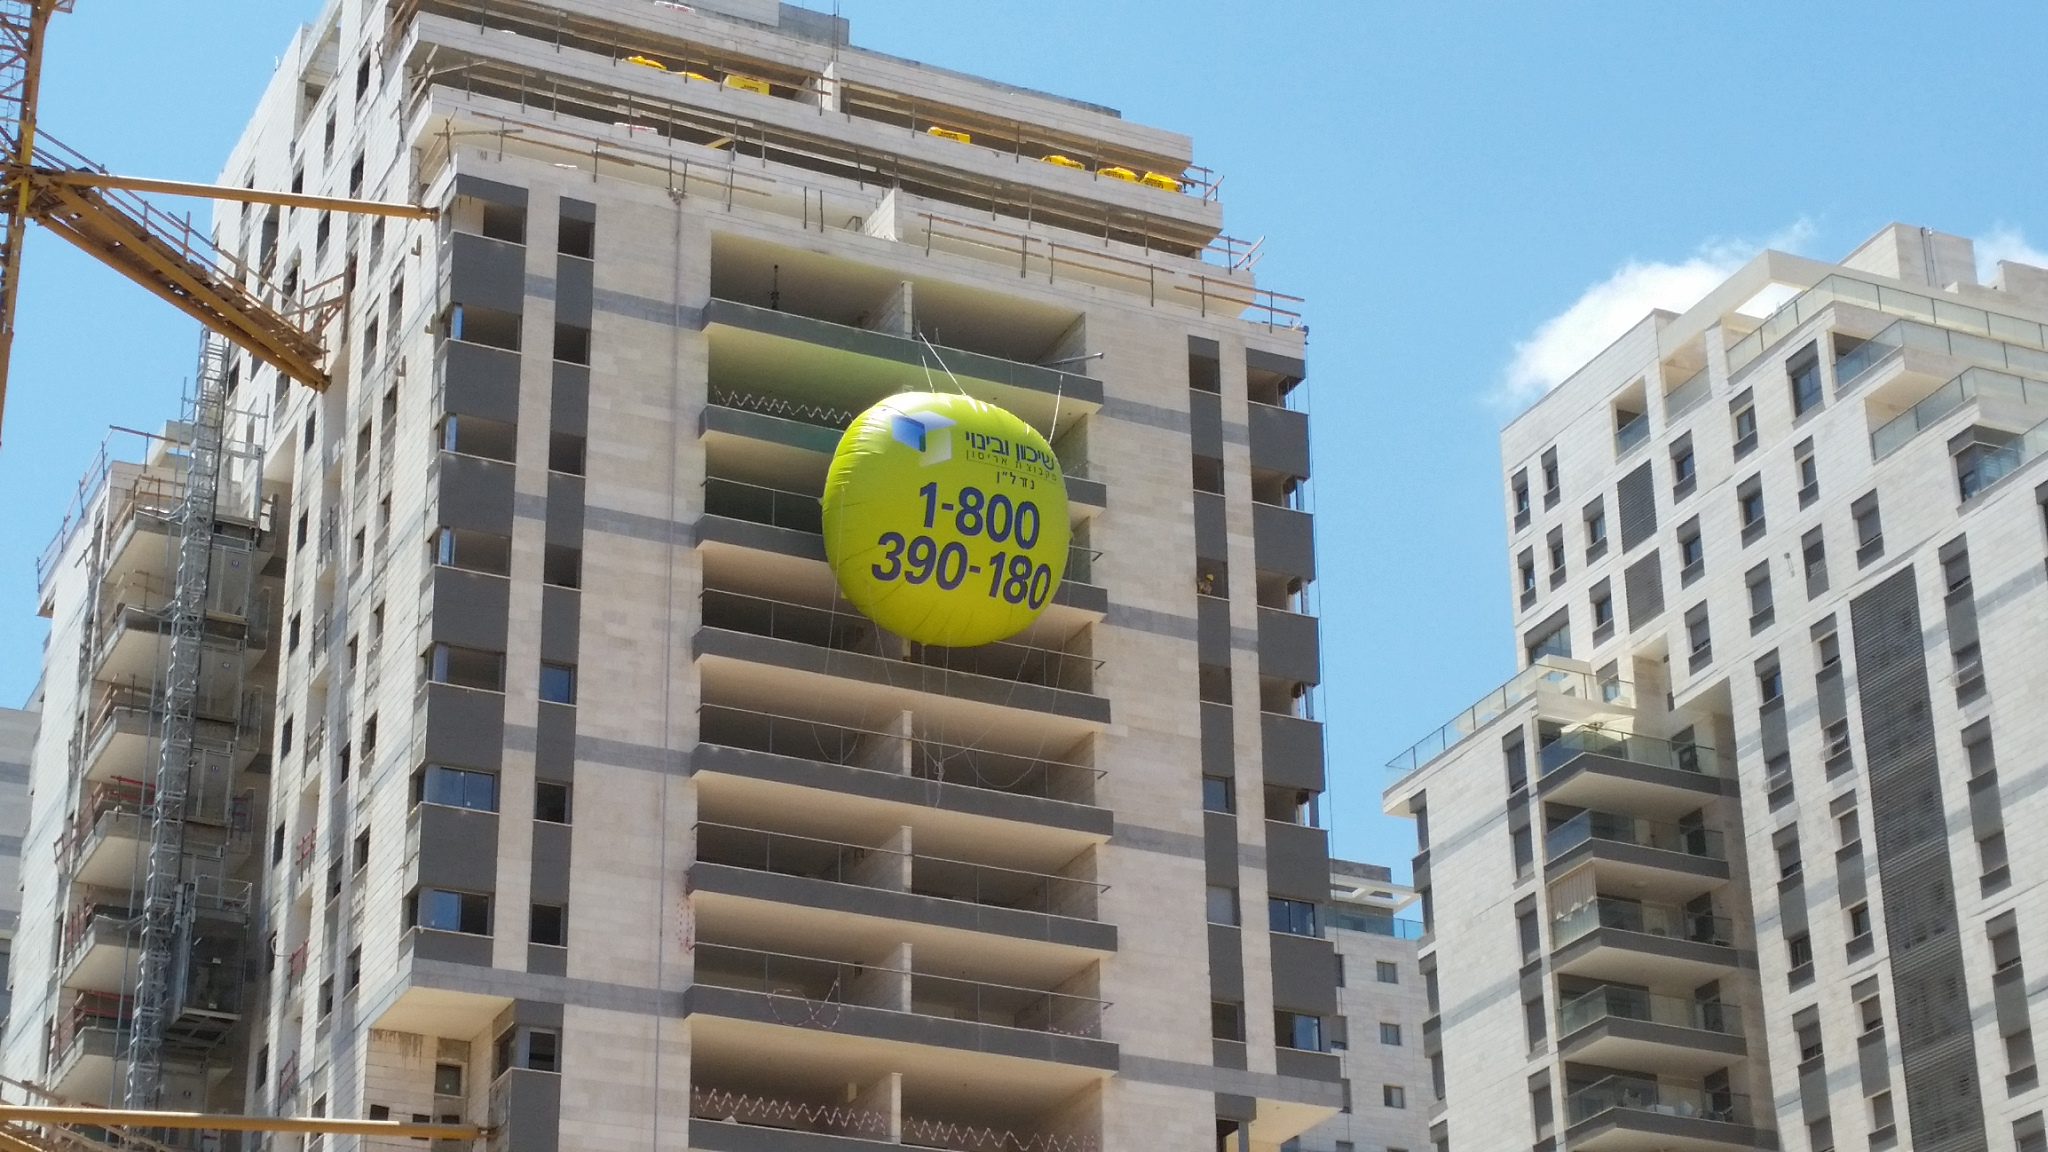 שיכון ובינוי
מקבוצת אריסון
נדל"ן
1-800
390-180